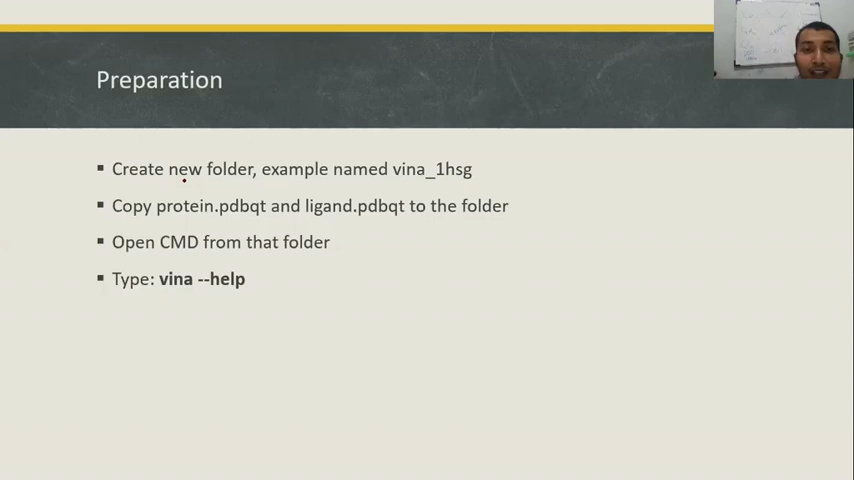 Preparation
Create new folder, example named vina_1hsg
Copy protein.pdbqt and ligand.pdbqt to the folder
Open CMD from that folder
Type: vina --help